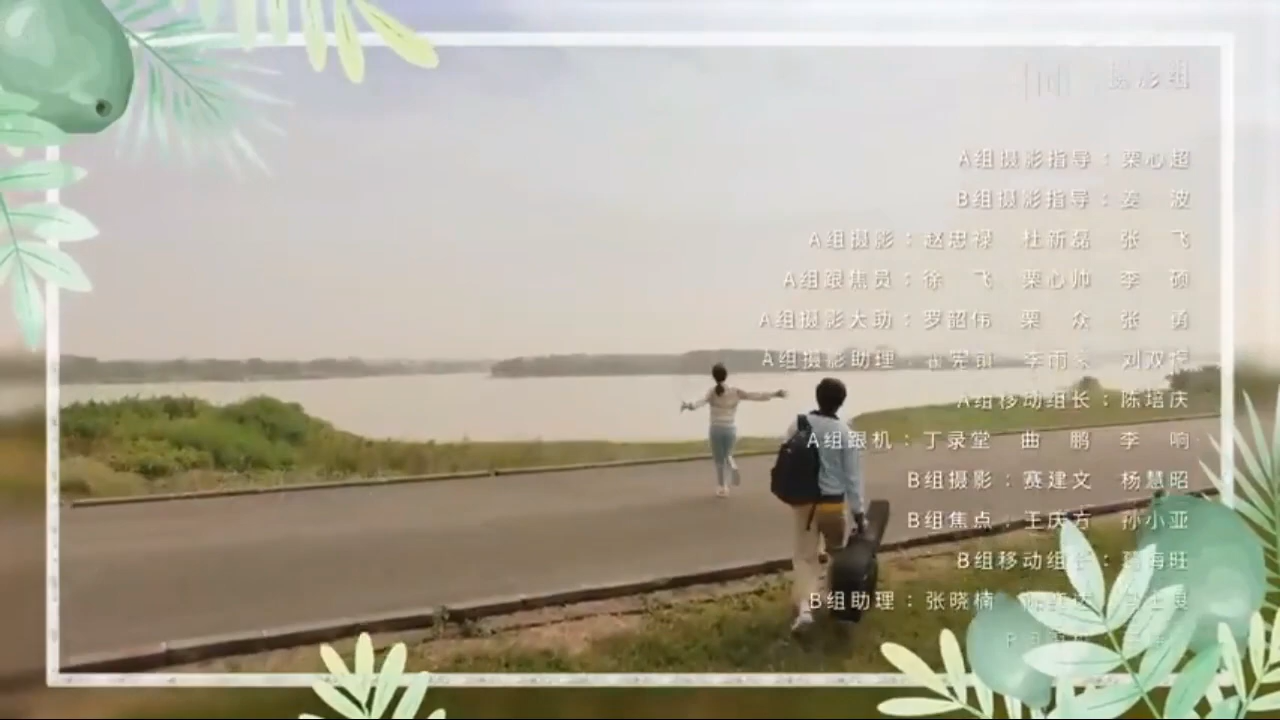 摄影组
A组摄影指导：栗心超
B组摄影指导：姜 波
A组摄影：赵忠禄 杜新磊 张 飞
A组跟焦员：徐 飞 栗心帅 李 硕
A组摄影大助：罗韶伟 栗 众 张 勇
A组摄影助理 李雨 刘双
A组移动组长：陈培庆
A组跟机：丁录堂 曲 鹏 李 响
B组摄影：赛建文 杨慧昭
B组焦点：王庆方 孙小亚
B组移动组长：海旺
B组助理：张晓楠